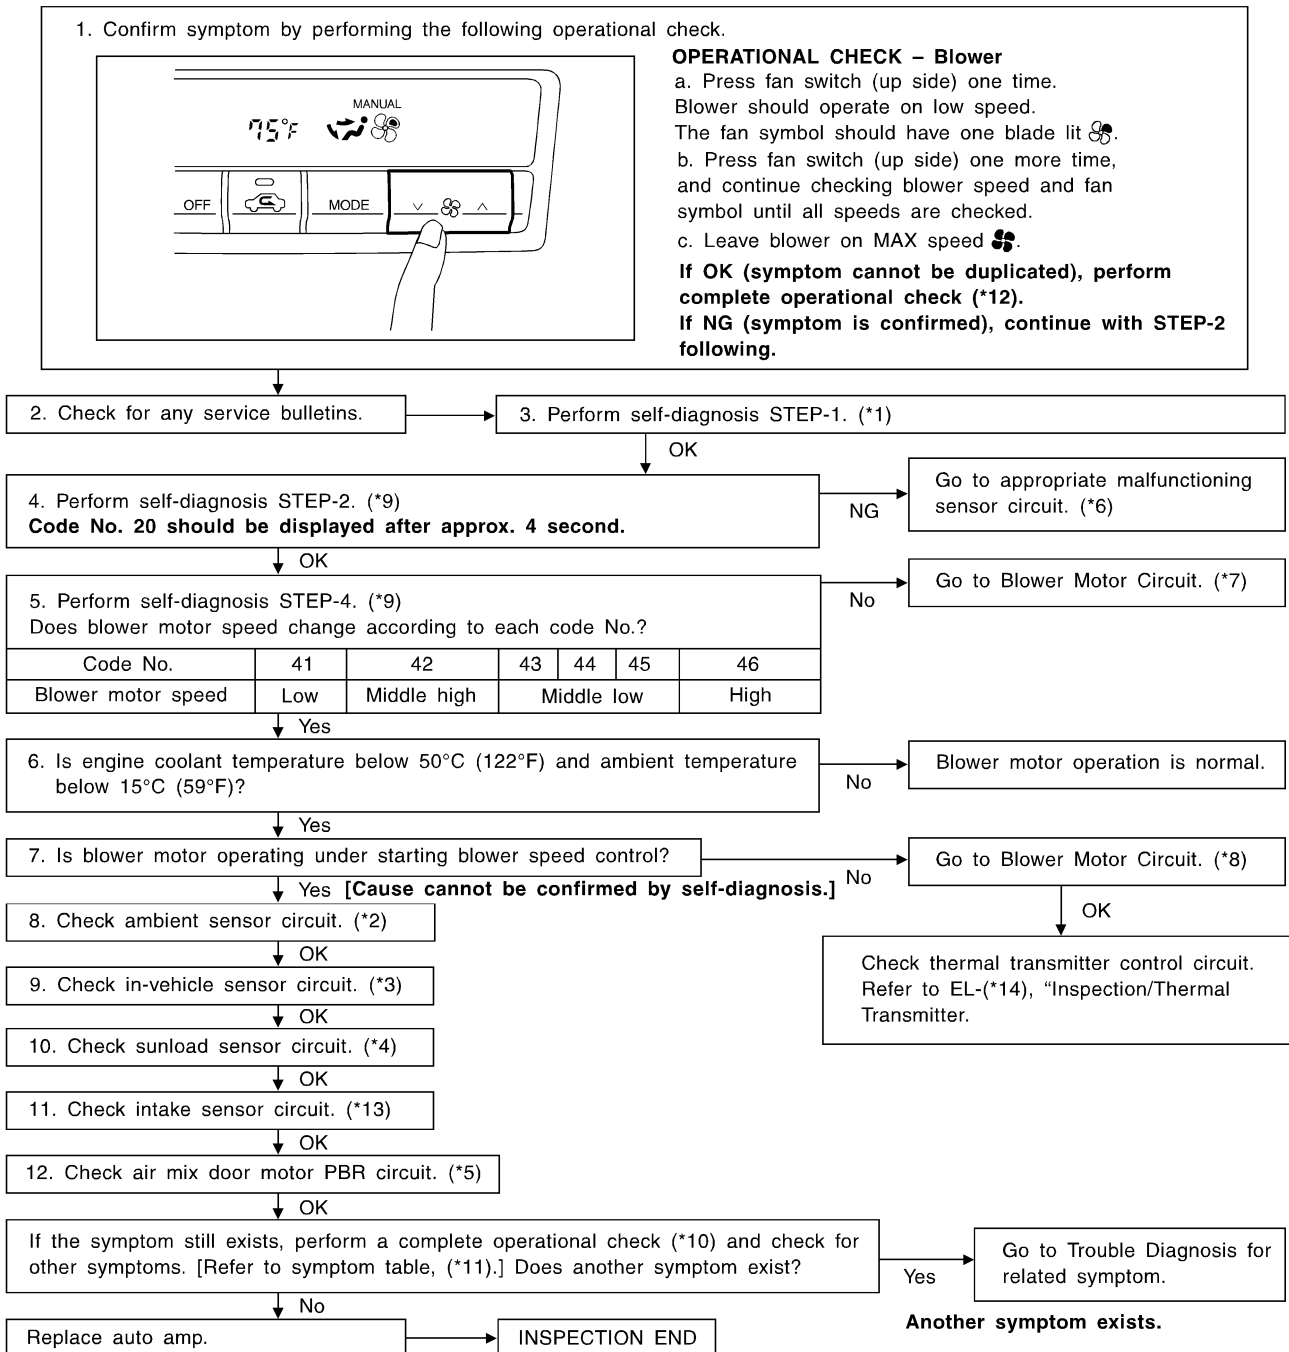 1. Confirm symptom by performing the following operational check.
MANUAL
75°F
OFF
MODE
OPERATIONAL CHECK – Blower
a. Press fan switch (up side) one time.
Blower should operate on low speed.
The fan symbol should have one blade lit .
b. Press fan switch (up side) one more time,
and continue checking blower speed and fan
symbol until all speeds are checked.
c. Leave blower on MAX speed .
If OK (symptom cannot be duplicated), perform
complete operational check (*12).
If NG (symptom is confirmed), continue with STEP-2
following.
2. Check for any service bulletins.
3. Perform self-diagnosis STEP-1. (*1)
OK
4. Perform self-diagnosis STEP-2. (*9)
Code No. 20 should be displayed after approx. 4 second.
NG
Go to appropriate malfunctioning
sensor circuit. (*6)
OK
5. Perform self-diagnosis STEP-4. (*9)
Does blower motor speed change according to each code No.?
No
Go to Blower Motor Circuit. (*7)
Code No. 41 42 43 44 45 46
Blower motor speed Low Middle high Middle low High
Yes
6. Is engine coolant temperature below 50°C (122°F) and ambient temperature
below 15°C (59°F)?
No
Blower motor operation is normal.
Yes
7. Is blower motor operating under starting blower speed control?
No
Go to Blower Motor Circuit. (*8)
Yes [Cause cannot be confirmed by self-diagnosis.]
OK
Check thermal transmitter control circuit.
Refer to EL-(*14), “Inspection/Thermal
Transmitter.
8. Check ambient sensor circuit. (*2)
OK
9. Check in-vehicle sensor circuit. (*3)
OK
10. Check sunload sensor circuit. (*4)
OK
11. Check intake sensor circuit. (*13)
OK
12. Check air mix door motor PBR circuit. (*5)
OK
If the symptom still exists, perform a complete operational check (*10) and check for
other symptoms. [Refer to symptom table, (*11).] Does another symptom exist?
Yes
Go to Trouble Diagnosis for
related symptom.
Another symptom exists.
No
Replace auto amp.
INSPECTION END